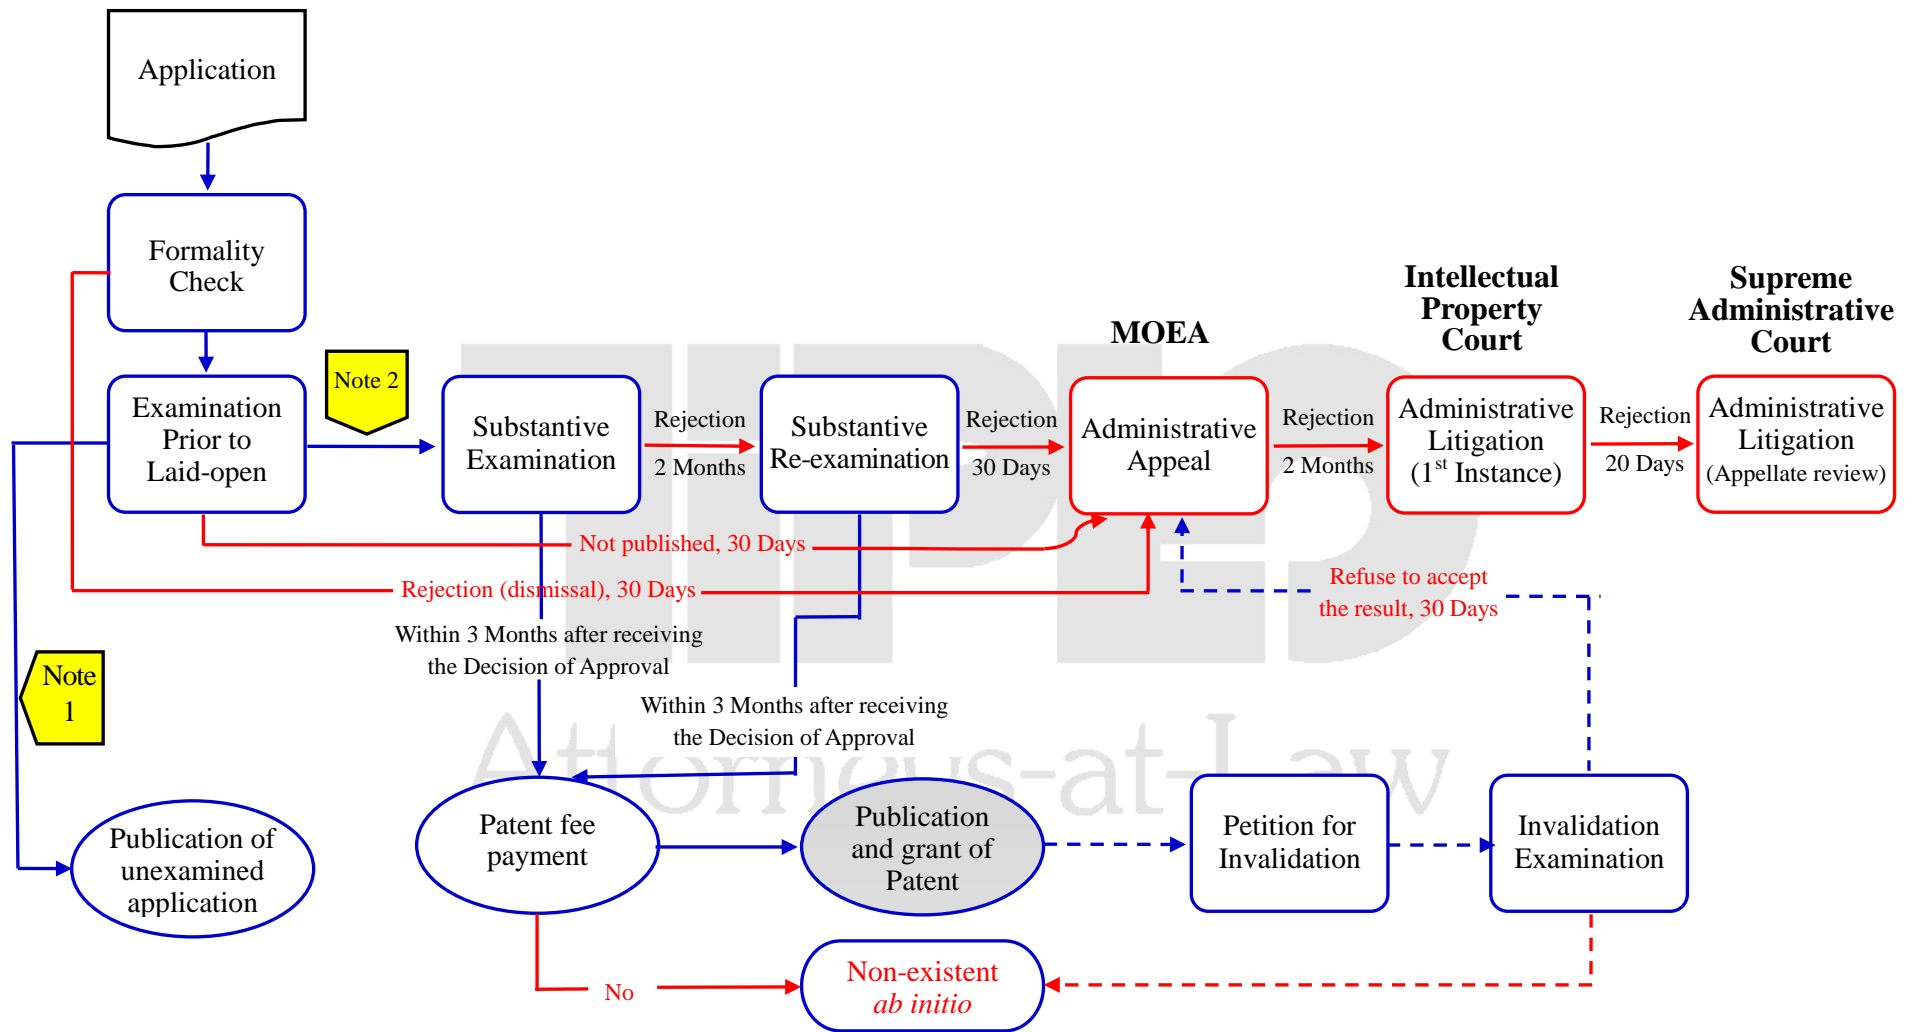 Application
Formality
Check
Intellectual
Property
Court
Supreme
Administrative
Court
MOEA
Note 2
Examination
Prior to
Laid-open
Substantive
Examination
Rejection
2 Months
Substantive
Re-examination
Rejection
30 Days
Administrative
Appeal
Rejection
2 Months
Administrative
Litigation
(1st Instance)
Rejection
20 Days
Administrative
Litigation
(Appellate review)
Not published, 30 Days
Rejection (dismissal), 30 Days
Refuse to accept
the result, 30 Days
Within 3 Months after receiving
the Decision of Approval
Note
1
Within 3 Months after receiving
the Decision of Approval
TIPLO
Attorneys-at-Law
Publication of
unexamined
application
Patent fee
payment
Publication
and grant of
Patent
Petition for
Invalidation
Invalidation
Examination
No
Non-existent
ab initio